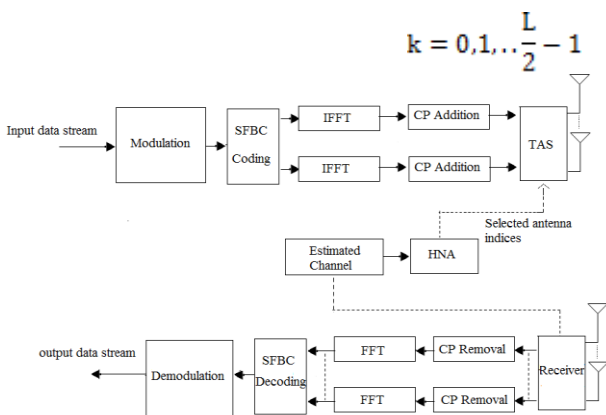 k = 0,1,..L/2 − 1
Input data stream
Modulation
SFBC
Coding
IFFT
CP Addition
IFFT
CP Addition
TAS
Selected antenna
indices
Estimated
Channel
HNA
output data stream
Demodulation
SFBC
Decoding
FFT
CP Removal
FFT
CP Removal
Receiver